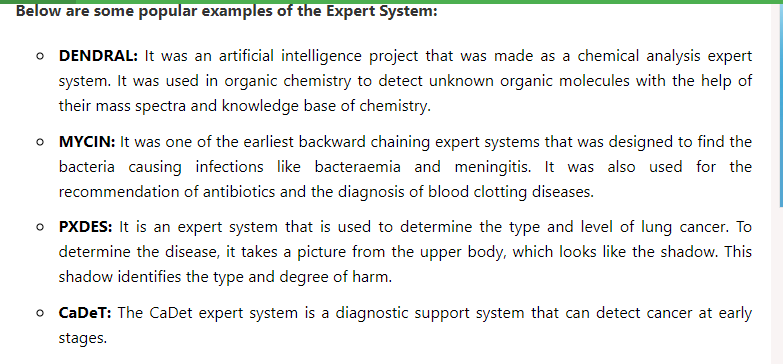 Below are some popular examples of the Expert System:
DENDRAL: It was an artificial intelligence project that was made as a chemical analysis expert
system. It was used in organic chemistry to detect unknown organic molecules with the help of
their mass spectra and knowledge base of chemistry.
MYCIN: It was one of the earliest backward chaining expert systems that was designed to find the
bacteria causing infections like bacteraemia and meningitis. It was also used for the
recommendation of antibiotics and the diagnosis of blood clotting diseases.
PXDES: It is an expert system that is used to determine the type and level of lung cancer. To
determine the disease, it takes a picture from the upper body, which looks like the shadow. This
shadow identifies the type and degree of harm.
CaDeT: The CaDet expert system is a diagnostic support system that can detect cancer at early
stages.